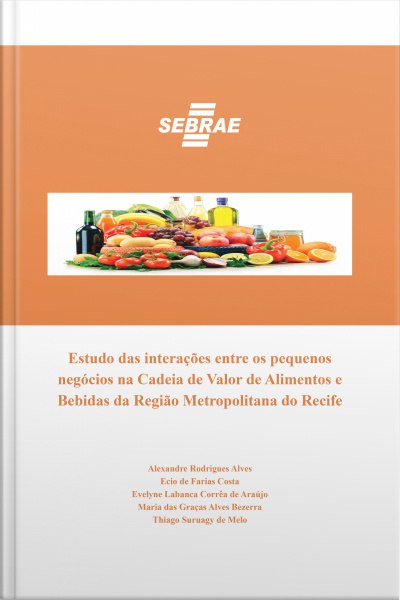 SEBRAE
Estudo das interações entre os pequenos
negócios na Cadeia de Valor de Alimentos e
Bebidas da Região Metropolitana do Recife
Alexandre Rodrigues Alves
Ecio de Farias Costa
Evelyne Labanca Corrêa de Araújo
Maria das Graças Alves Bezerra
Thiago Suruagy de Melo